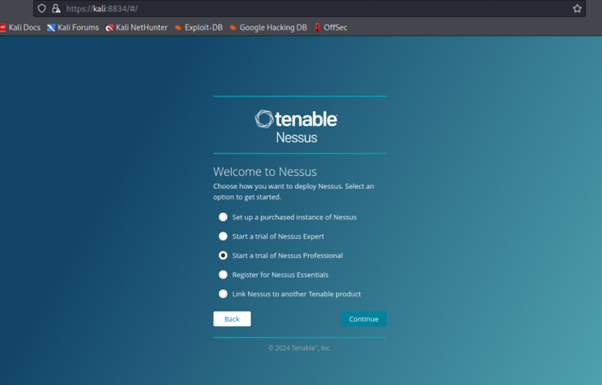 https://kali:8834/#/
Kali Docs Kali Forums Kali NetHunter Exploit-DB Google Hacking DB OffSec
tenable
Nessus
Welcome to Nessus
Choose how you want to deploy Nessus. Select an
option to get started.
Set up a purchased instance of Nessus
Start a trial of Nessus Expert
Start a trial of Nessus Professional
Register for Nessus Essentials
Link Nessus to another Tenable product
Back Continue
© 2024 Tenable™, Inc.